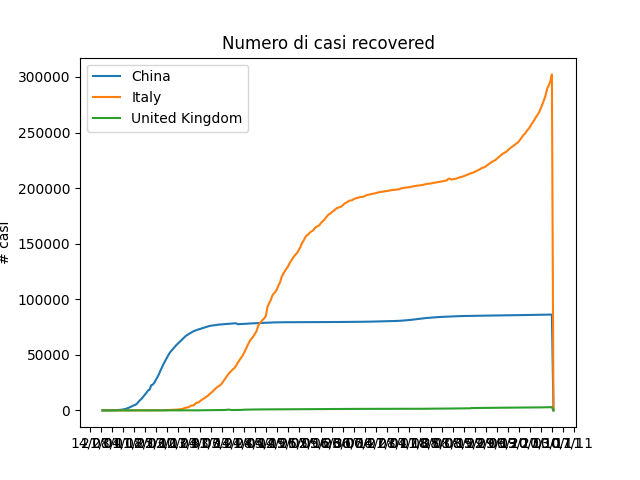 Numero di casi recovered
China
Italy
United Kingdom
300000
250000
200000
150000
100000
50000
0
# casi